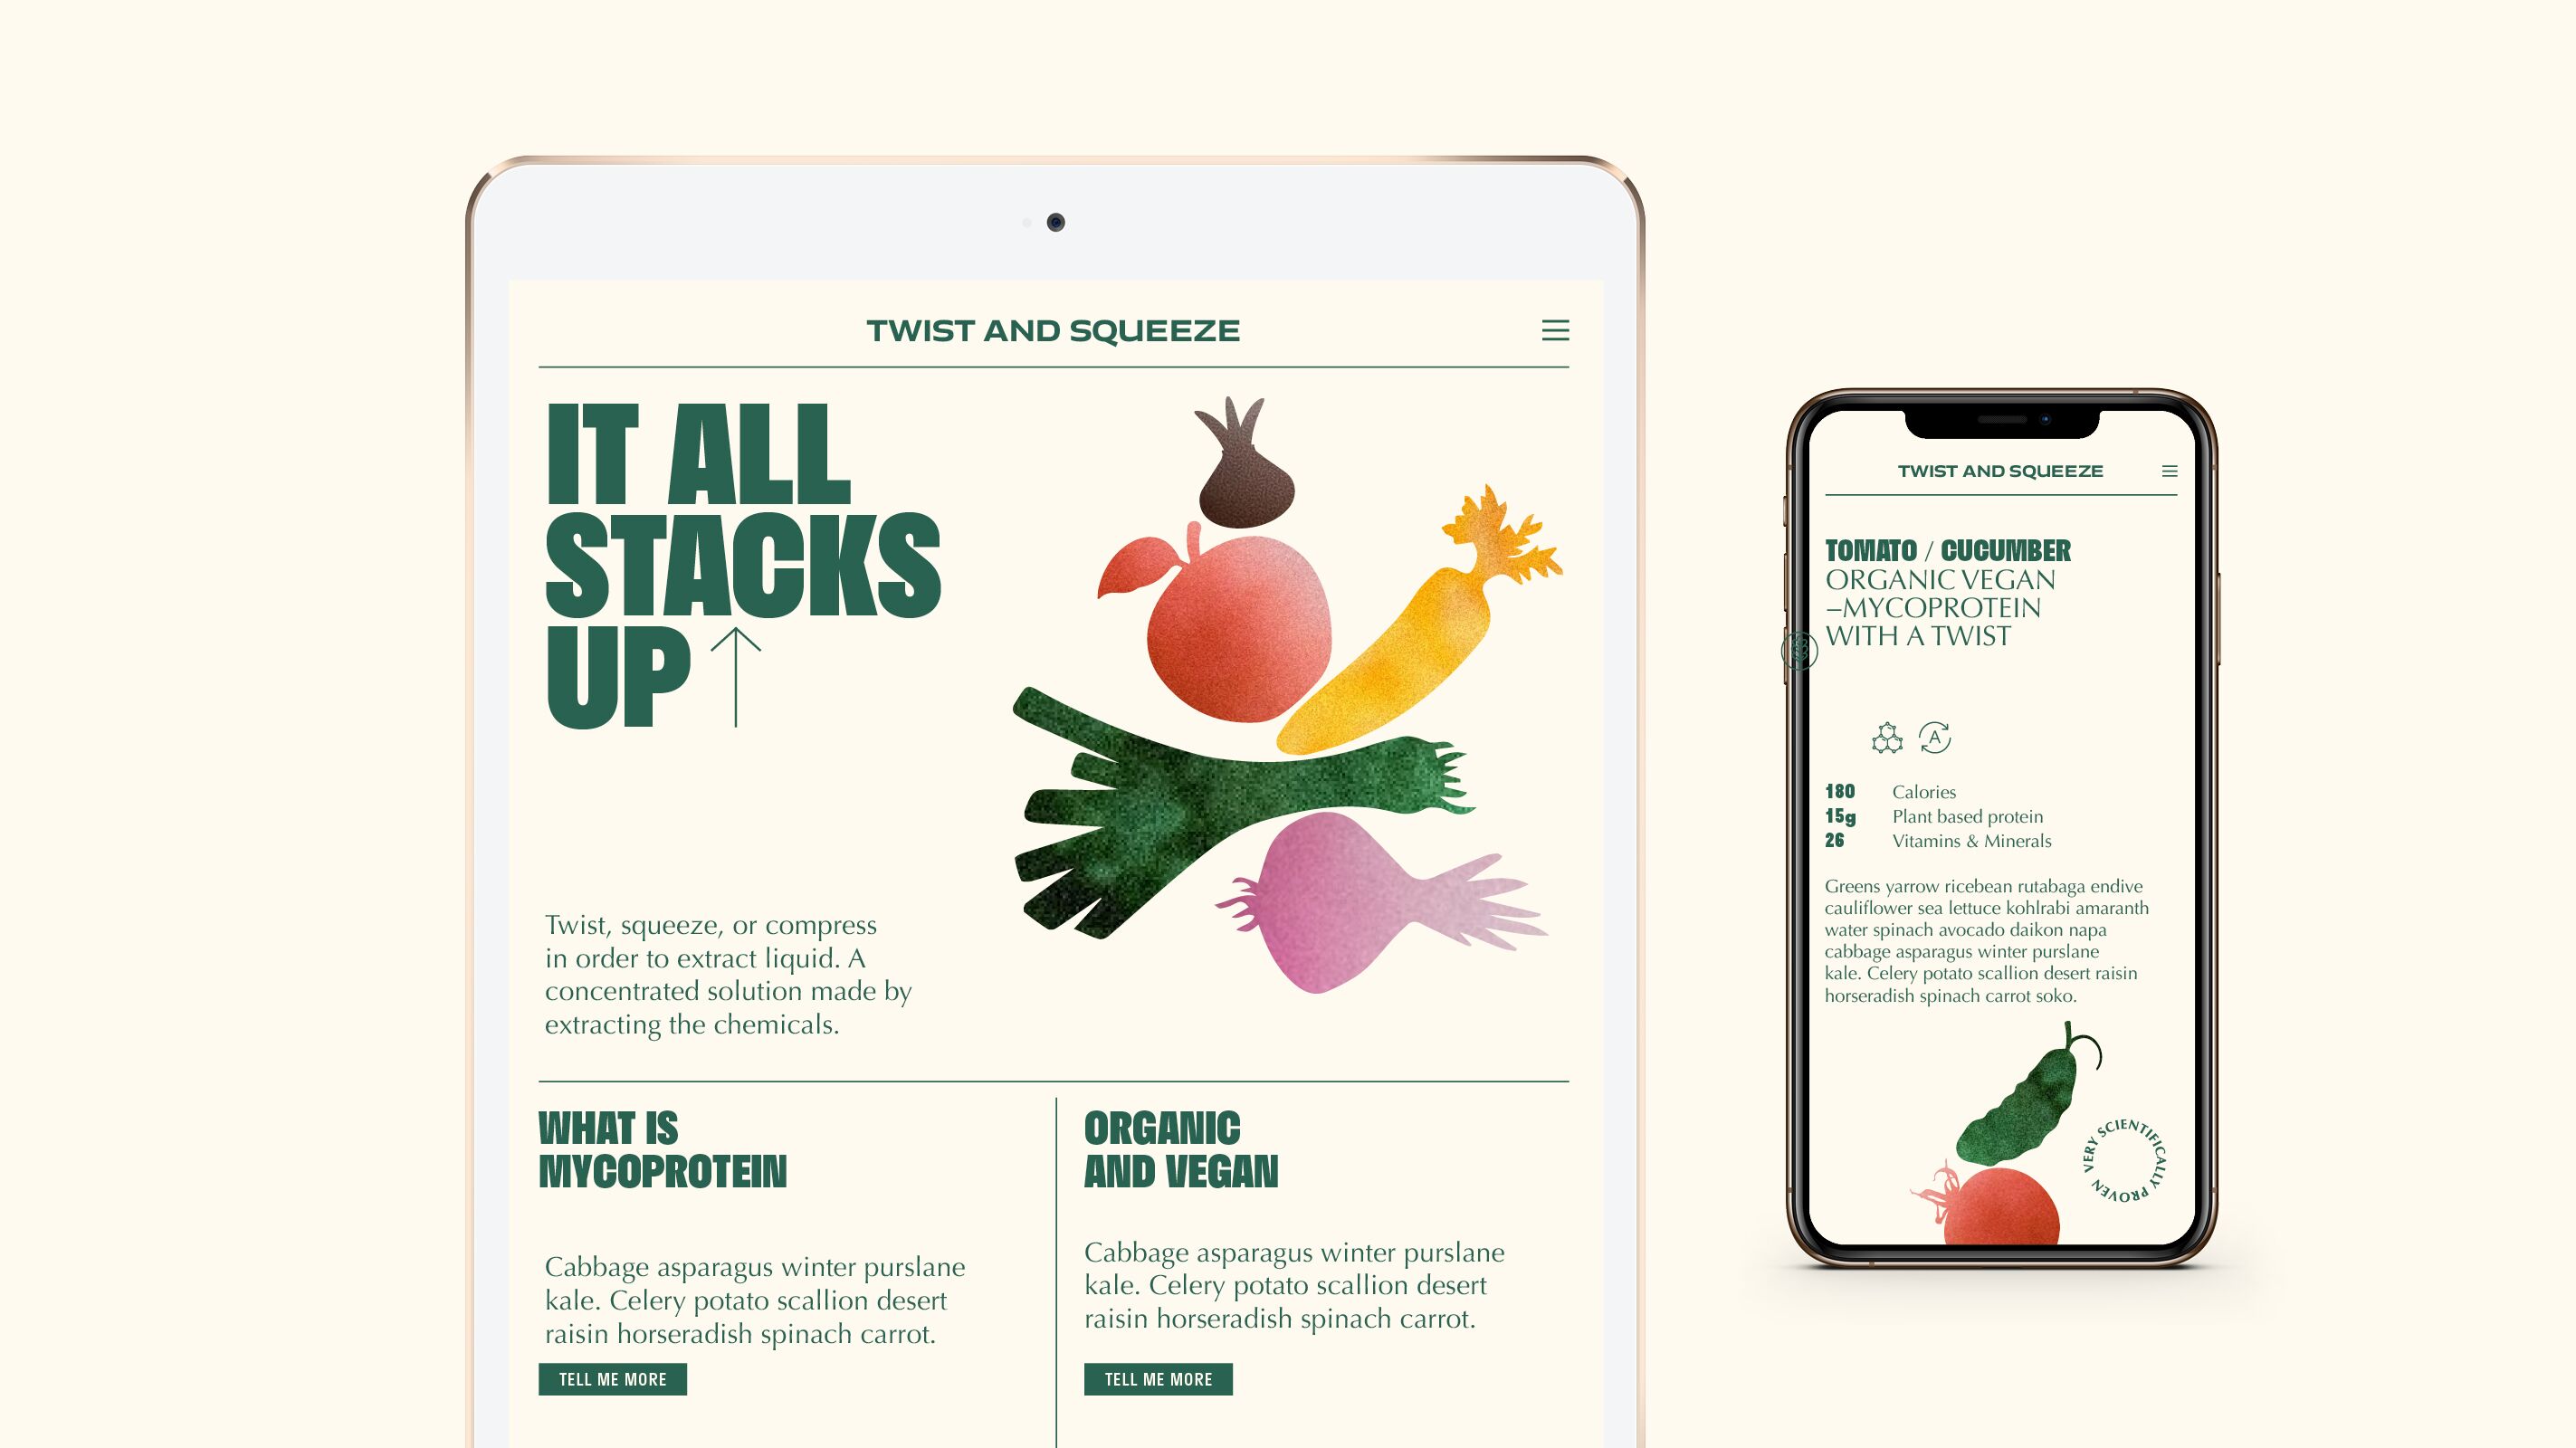 TWIST AND SQUEEZE
IT ALL
STACKS
UP
Twist, squeeze, or compress
in order to extract liquid. A
concentrated solution made by
extracting the chemicals.
WHAT IS
MYCOPROTEIN
Cabbage asparagus winter purslane
kale. Celery potato scallion desert
raisin horseradish spinach carrot.
TELL ME MORE
ORGANIC
AND VEGAN
Cabbage asparagus winter purslane
kale. Celery potato scallion desert
raisin horseradish spinach carrot.
TELL ME MORE
TWIST AND SQUEEZE
TOMATO / CUCUMBER
ORGANIC VEGAN
–MYCOPROTEIN
WITH A TWIST
A
180 Calories
15g Plant based protein
26 Vitamins & Minerals
Greens yarrow ricebean rutabaga endive
cauliflower sea lettuce kohlrabi amaranth
water spinach avocado daikon napa
cabbage asparagus winter purslane
kale. Celery potato scallion desert raisin
horseradish spinach carrot soko.
VERY SCIENTIFICALLY PROVEN